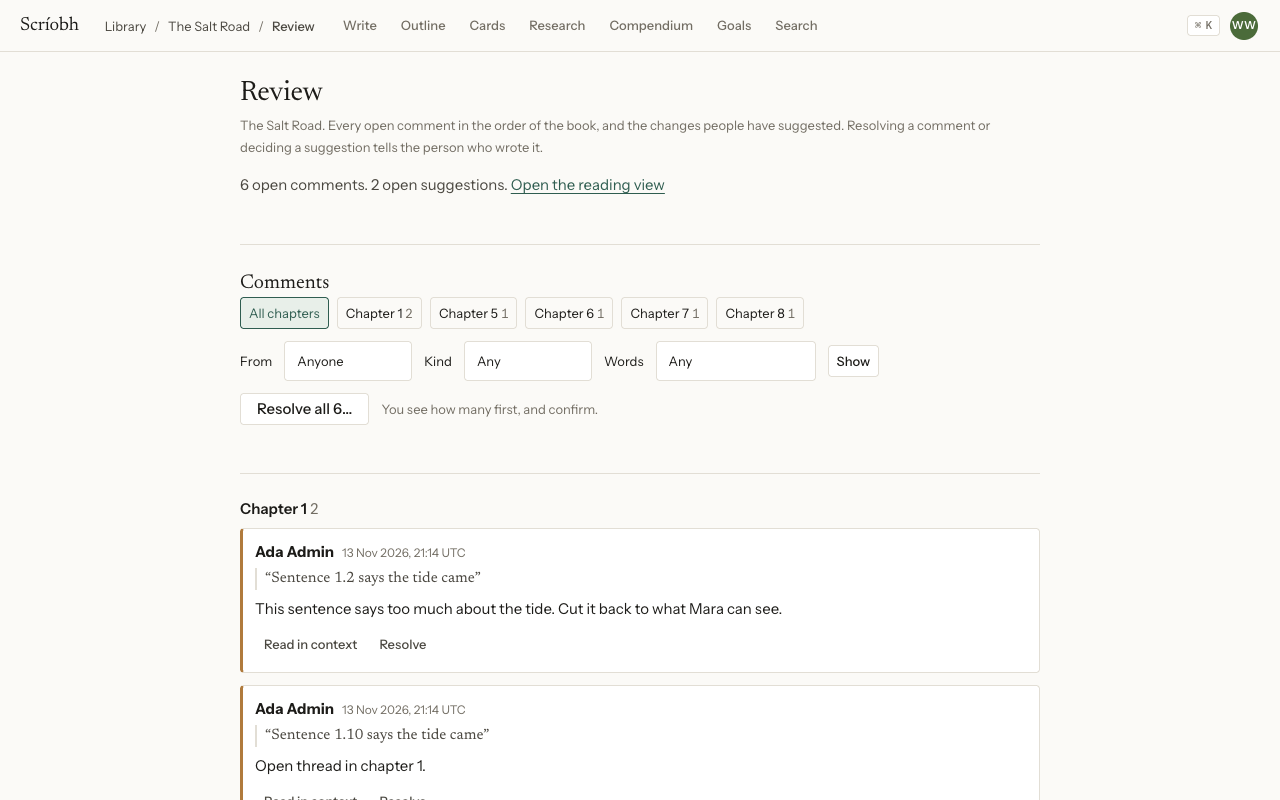 Scríobh Library / The Salt Road / Review Write Outline Cards Research Compendium Goals Search ⌘ K WW
Review
The Salt Road. Every open comment in the order of the book, and the changes people have suggested. Resolving a comment or
deciding a suggestion tells the person who wrote it.
6 open comments. 2 open suggestions. Open the reading view
Comments
All chapters Chapter 1 2 Chapter 5 1 Chapter 6 1 Chapter 7 1 Chapter 8 1
From Anyone Kind Any Words Any Show
Resolve all 6… You see how many first, and confirm.
Chapter 1 2
Ada Admin 13 Nov 2026, 21:14 UTC
“Sentence 1.2 says the tide came”
This sentence says too much about the tide. Cut it back to what Mara can see.
Read in context Resolve
Ada Admin 13 Nov 2026, 21:14 UTC
“Sentence 1.10 says the tide came”
Open thread in chapter 1.
Read in context Resolve